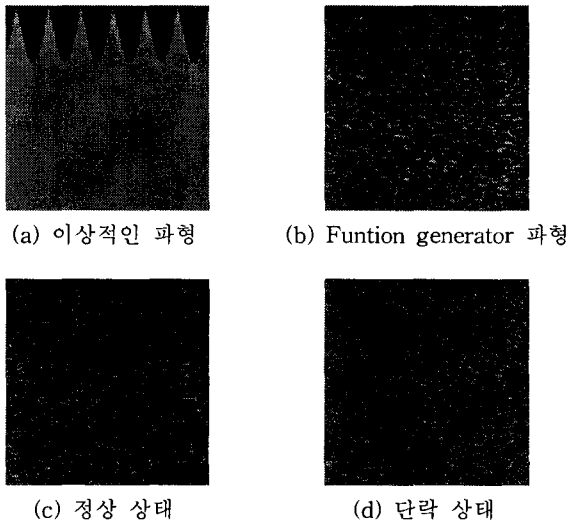 (a) 이상적인 파형
(b) Funtion generator 파형
(c) 정상 상태
(d) 단락 상태